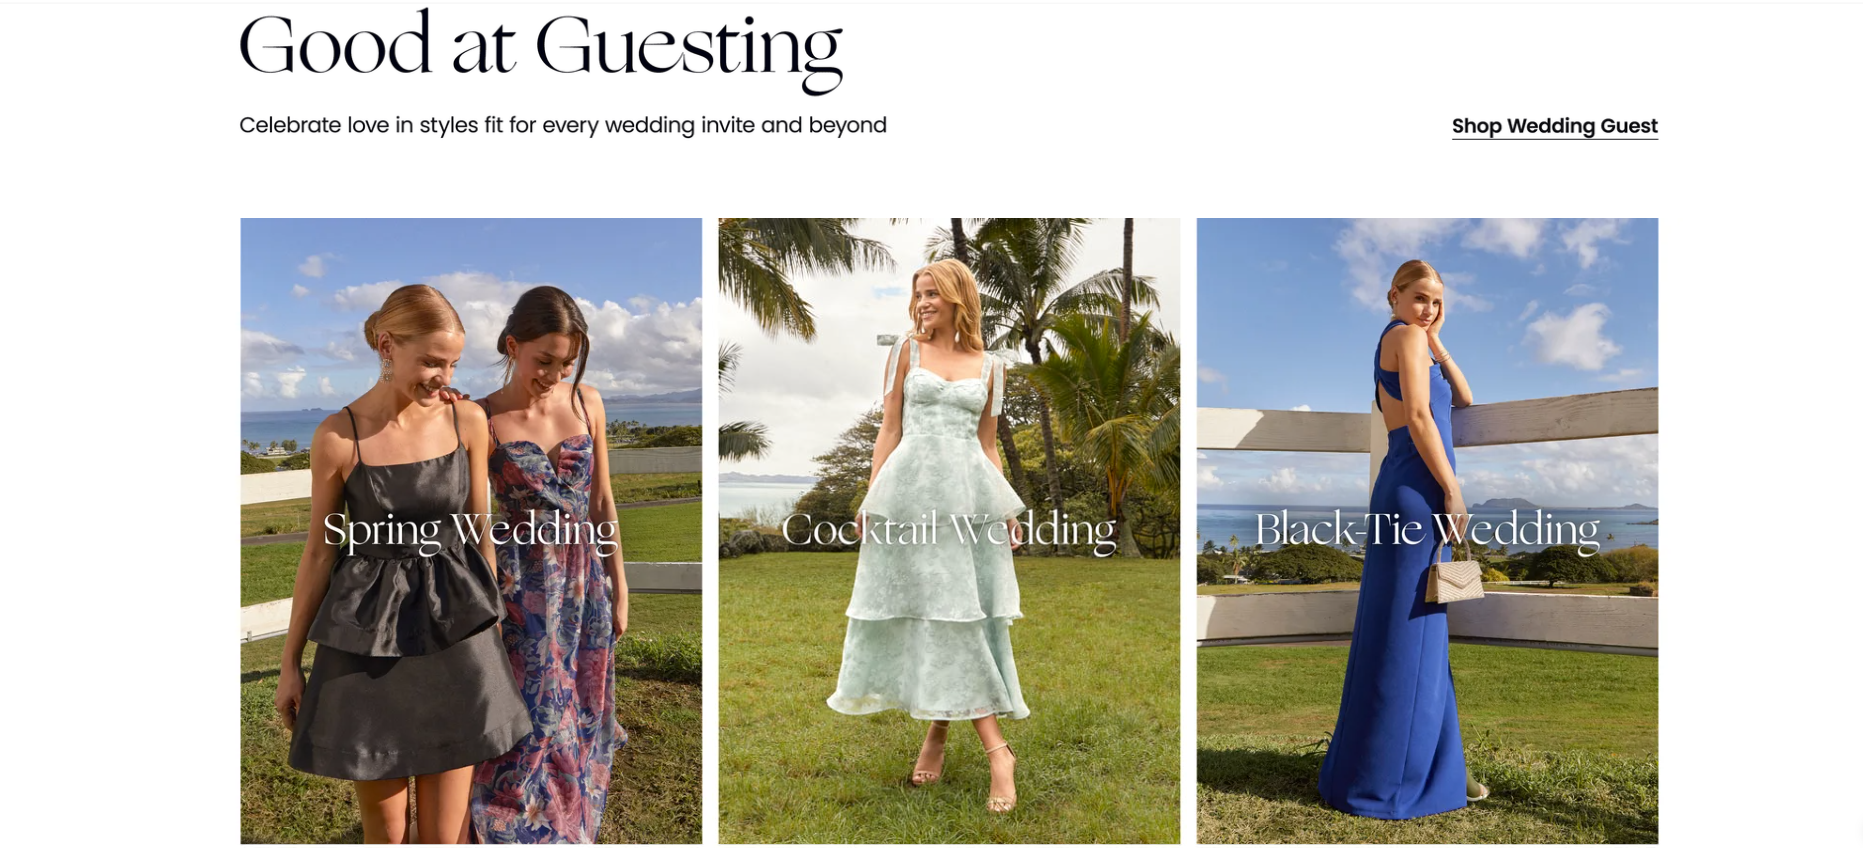 Good at Guesting
Celebrate love in styles fit for every wedding invite and beyond
Shop Wedding Guest
Spring Wedding
Cocktail Wedding
Black-Tie Wedding